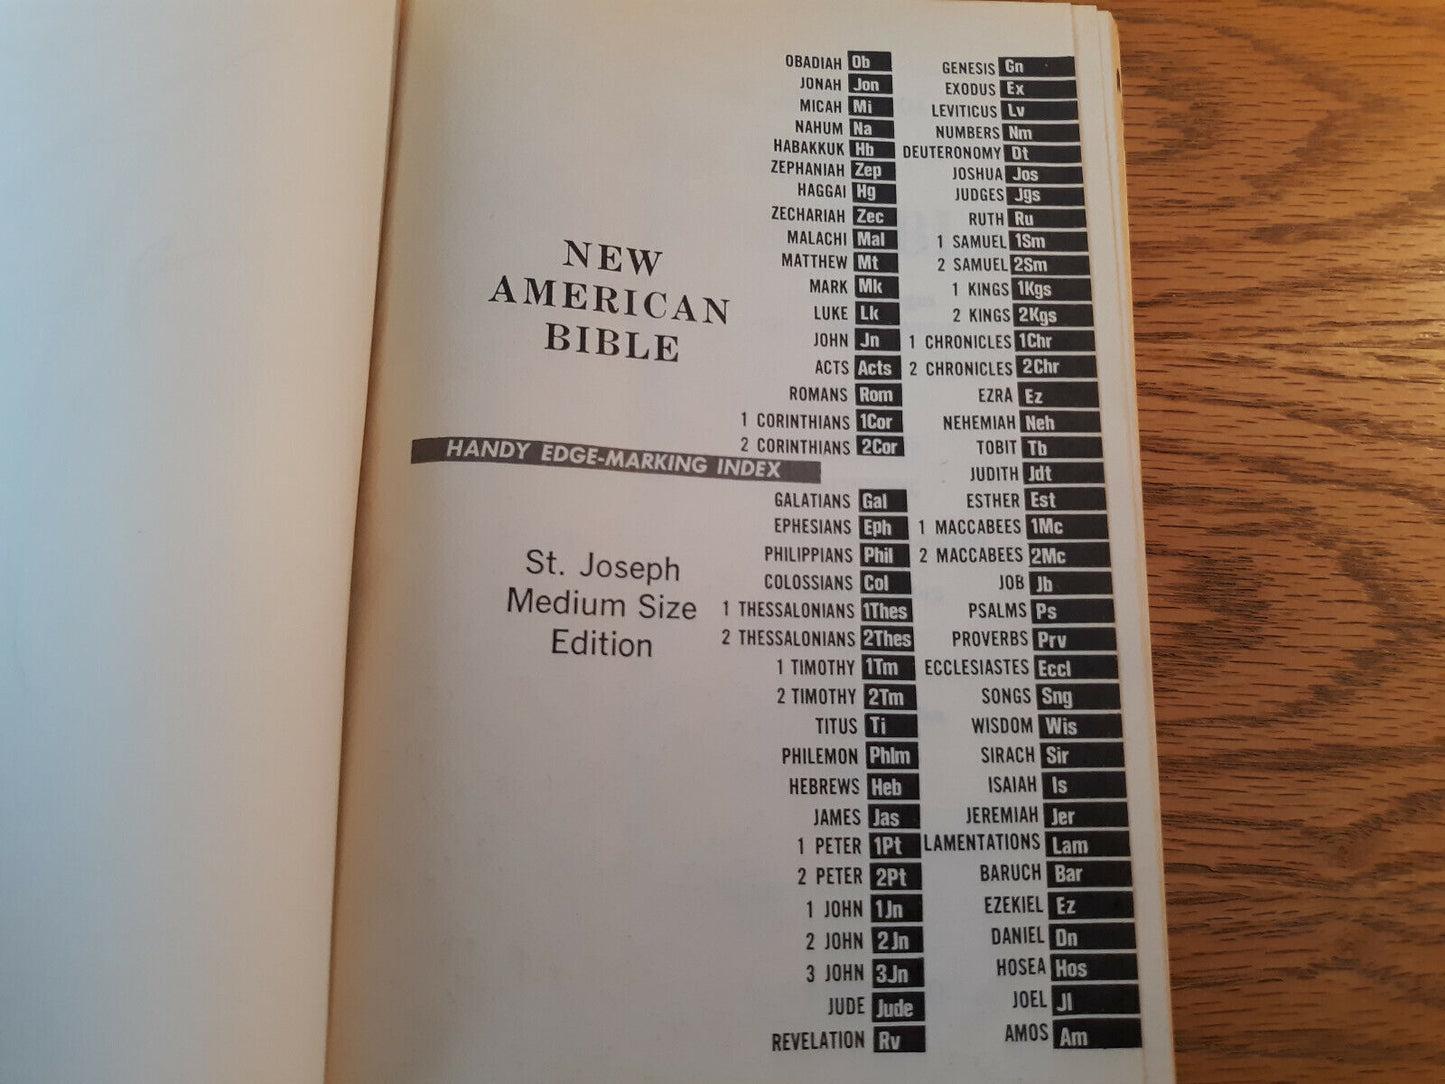 NEW
AMERICAN
BIBLE
HANDY EDGE-MARKING INDEX
St. Joseph
Medium Size
Edition
GENESIS Gn
EXODUS Ex
LEVITICUS Lv
NUMBERS Nm
DEUTERONOMY Dt
JOSHUA Jos
JUDGES Jgs
RUTH Ru
1 SAMUEL 1Sm
2 SAMUEL 2Sm
1 KINGS 1Kgs
2 KINGS 2Kgs
1 CHRONICLES 1Chr
2 CHRONICLES 2Chr
EZRA Ez
NEHEMIAH Neh
TOBIT Tb
JUDITH Jdt
ESTHER Est
1 MACCABEES 1Mc
2 MACCABEES 2Mc
JOB Jb
PSALMS Ps
PROVERBS Prv
ECCLESIASTES Eccl
SONGS Sng
WISDOM Wis
SIRACH Sir
ISAIAH Is
JEREMIAH Jer
LAMENTATIONS Lam
BARUCH Bar
EZEKIEL Ez
DANIEL Dn
HOSEA Hos
JOEL Jl
AMOS Am
OBADIAH Ob
JONAH Jon
MICAH Mi
NAHUM Na
HABAKKUK Hb
ZEPHANIAH Zep
HAGGAI Hg
ZECHARIAH Zec
MALACHI Mal
MATTHEW Mt
MARK Mk
LUKE Lk
JOHN Jn
ACTS Acts
ROMANS Rom
1 CORINTHIANS 1Cor
2 CORINTHIANS 2Cor
GALATIANS Gal
EPHESIANS Eph
PHILIPPIANS Phil
COLOSSIANS Col
1 THESSALONIANS 1Thes
2 THESSALONIANS 2Thes
1 TIMOTHY 1Tm
2 TIMOTHY 2Tm
TITUS Ti
PHILEMON Phlm
HEBREWS Heb
JAMES Jas
1 PETER 1Pt
2 PETER 2Pt
1 JOHN 1Jn
2 JOHN 2Jn
3 JOHN 3Jn
JUDE Jude
REVELATION Rv